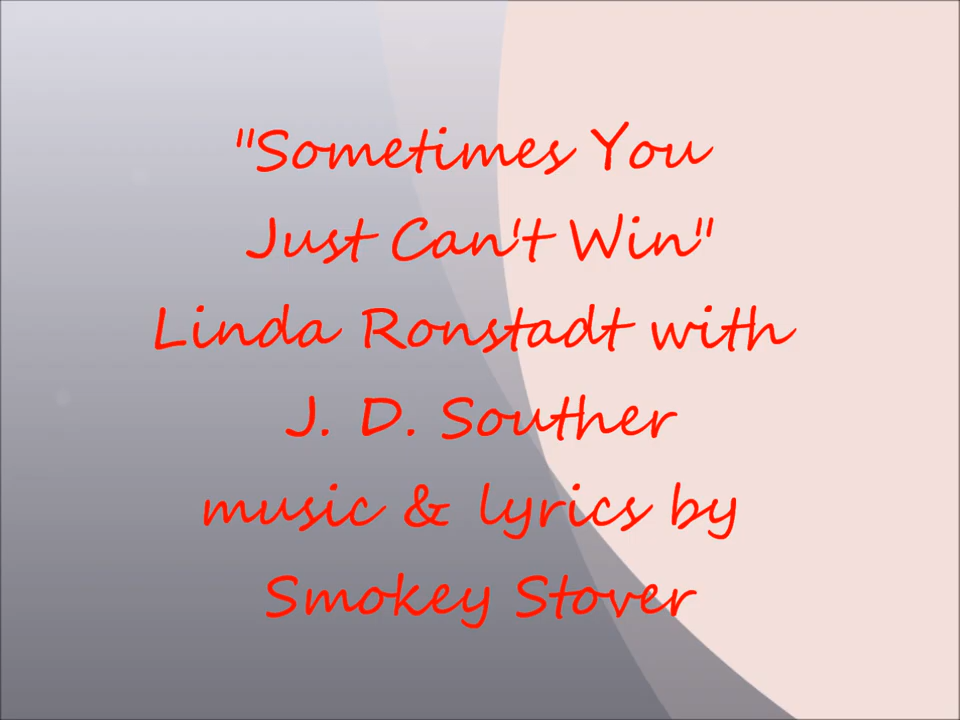 "Sometimes You
Just Can't Win"
Linda Ronstadt with
J. D. Souther
music & lyrics by
Smokey Stover